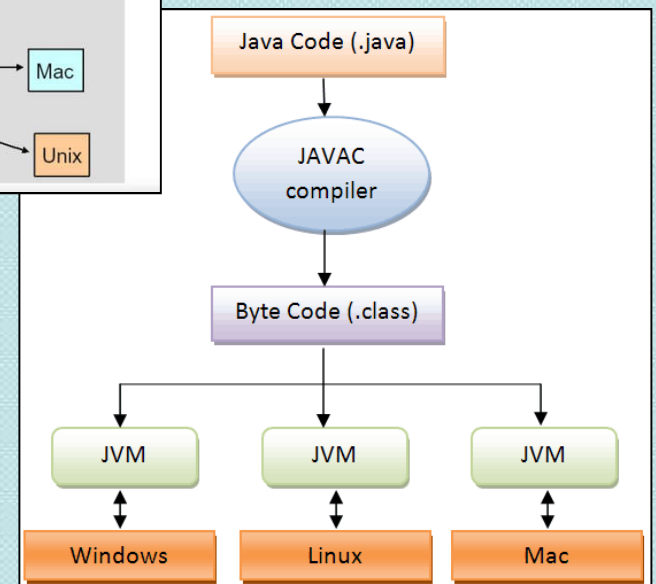 Mac
Unix
Java Code (.java)
JAVAC
compiler
Byte Code (.class)
JVM
JVM
JVM
Windows
Linux
Mac